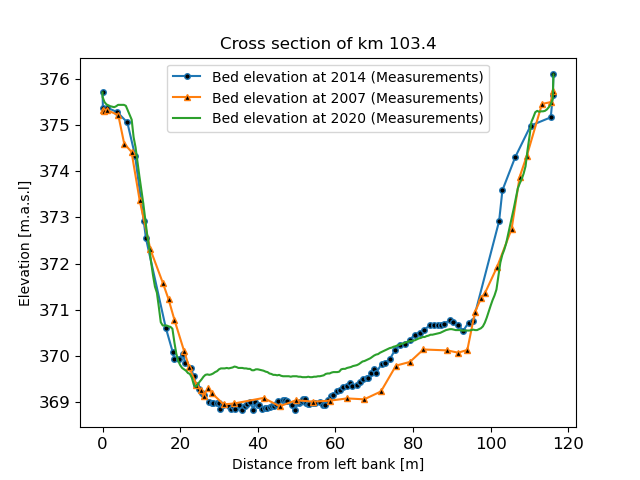 Cross section of km 103.4
Bed elevation at 2014 (Measurements)
Bed elevation at 2007 (Measurements)
Bed elevation at 2020 (Measurements)
Elevation [m.a.s.l]
376
375
374
373
372
371
370
369
0 20 40 60 80 100 120
Distance from left bank [m]